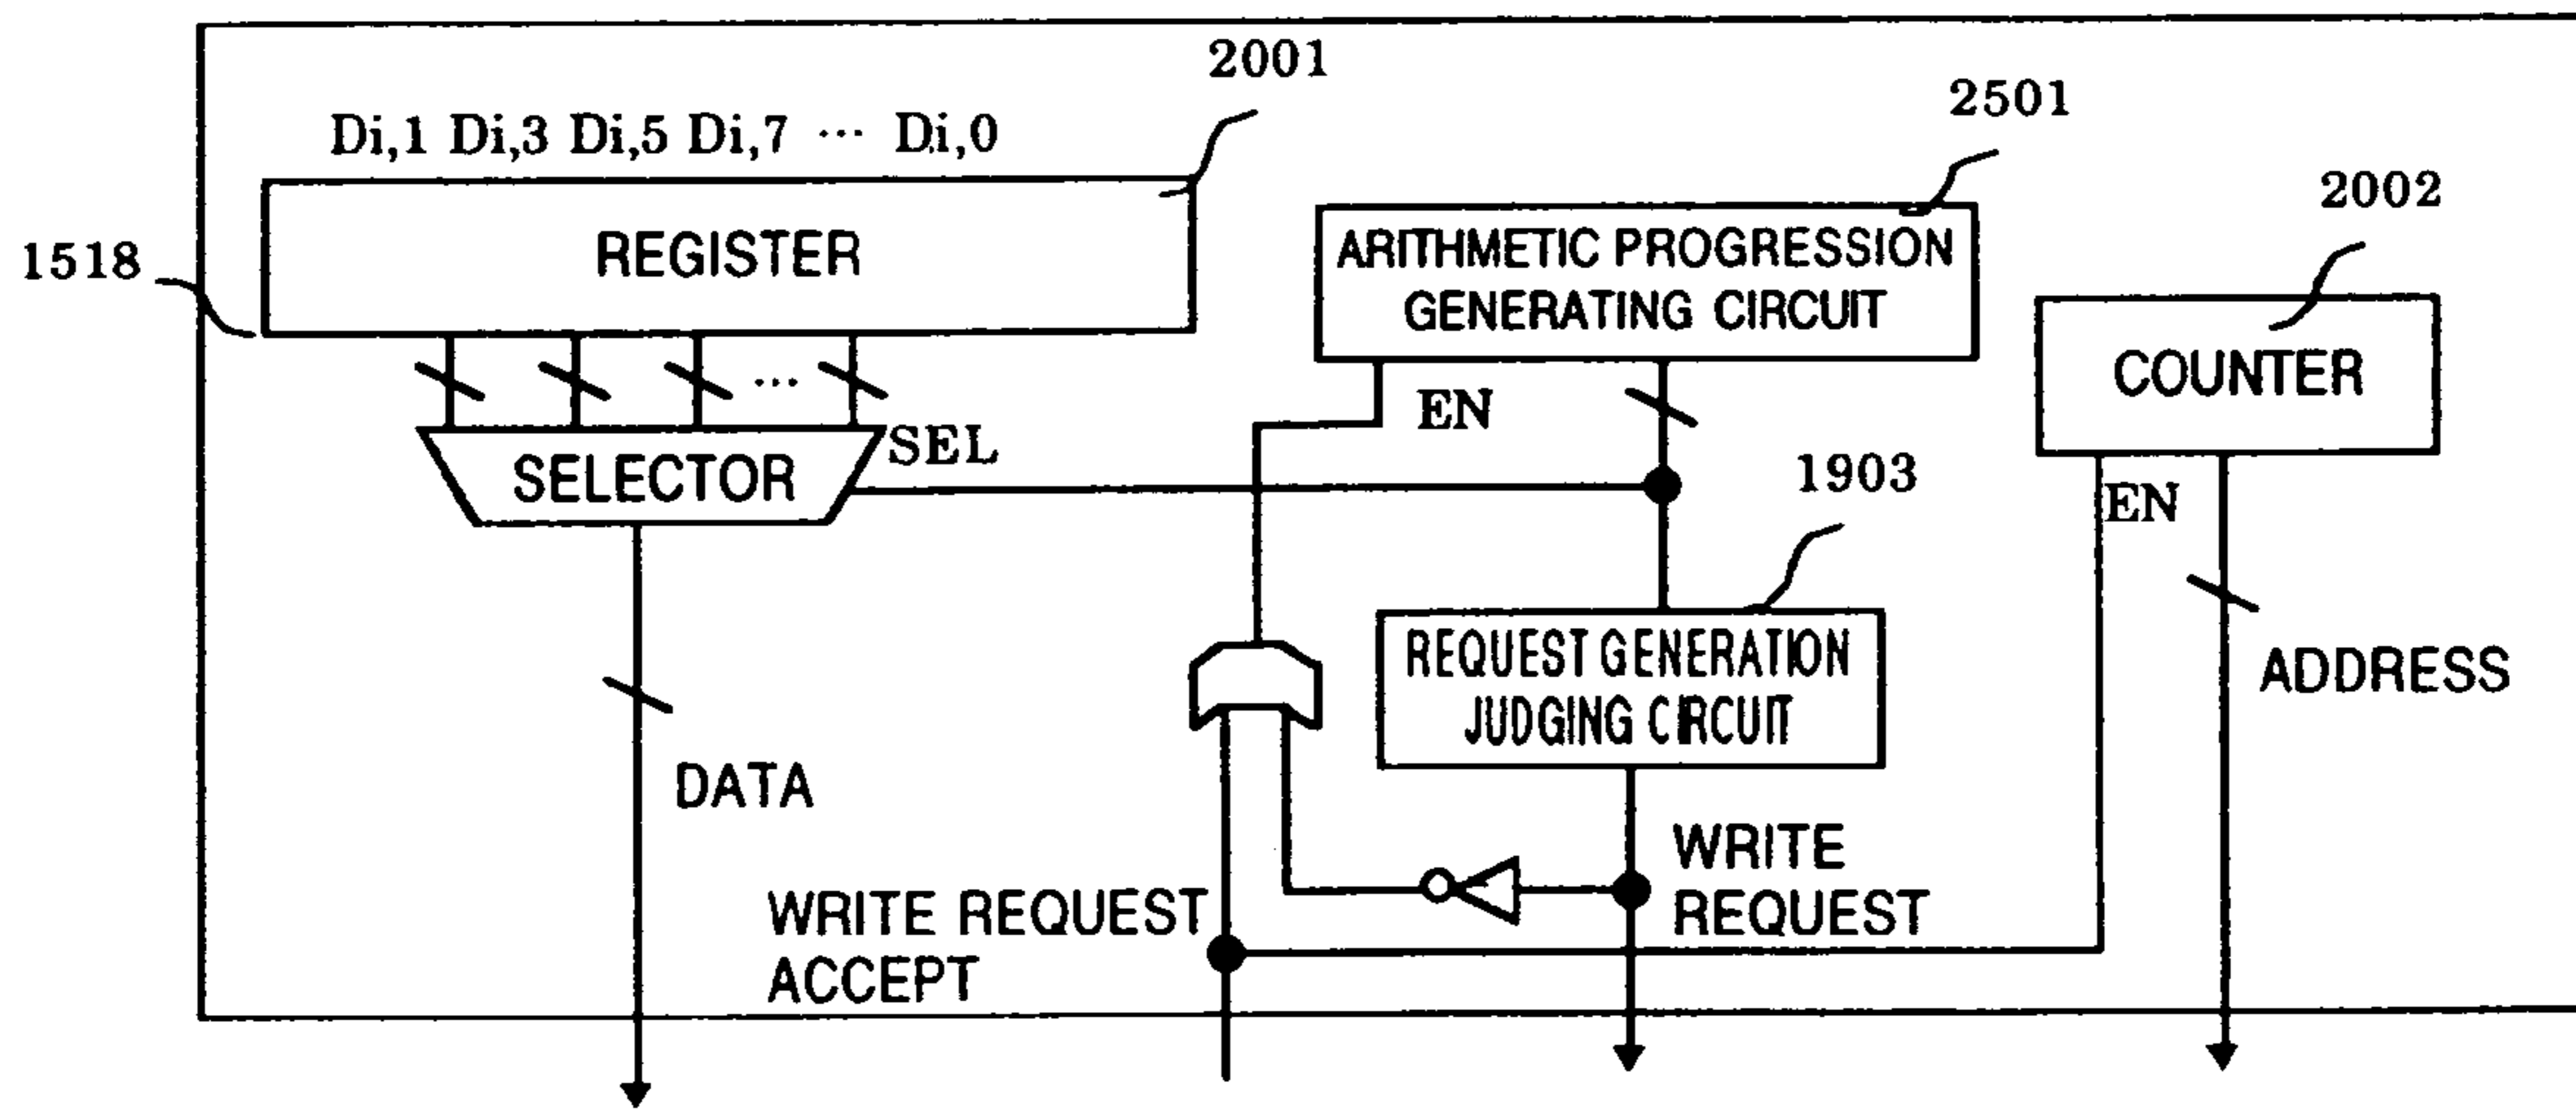 2001
2501
Di,1 Di,3 Di,5 Di,7 ··· Di,0
2002
1518
REGISTER
ARITHMETIC PROGRESSION
GENERATING CIRCUIT
COUNTER
...
EN
SEL
SELECTOR
1903
EN
REQUEST GENERATION
JUDGING CIRCUIT
ADDRESS
DATA
WRITE
REQUEST
WRITE REQUEST
ACCEPT